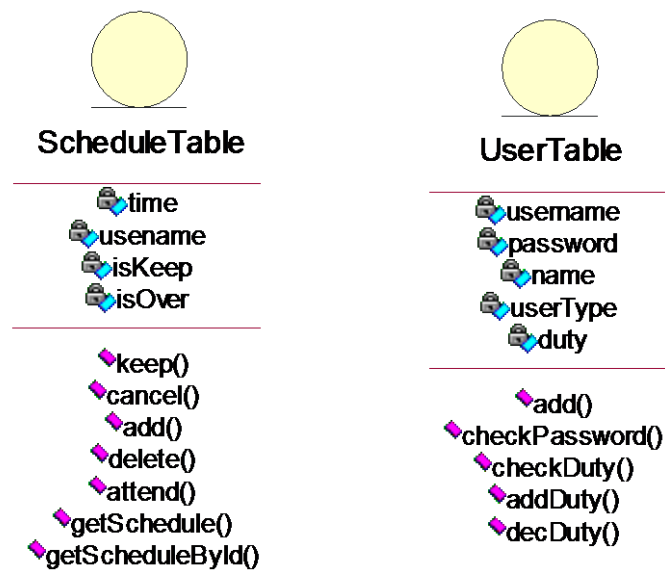 ScheduleTable
time
usename
isKeep
isOver
keep()
cancel()
add()
delete()
attend()
getSchedule()
getScheduleById()
UserTable
username
password
name
userType
duty
add()
checkPassword()
checkDuty()
addDuty()
decDuty()